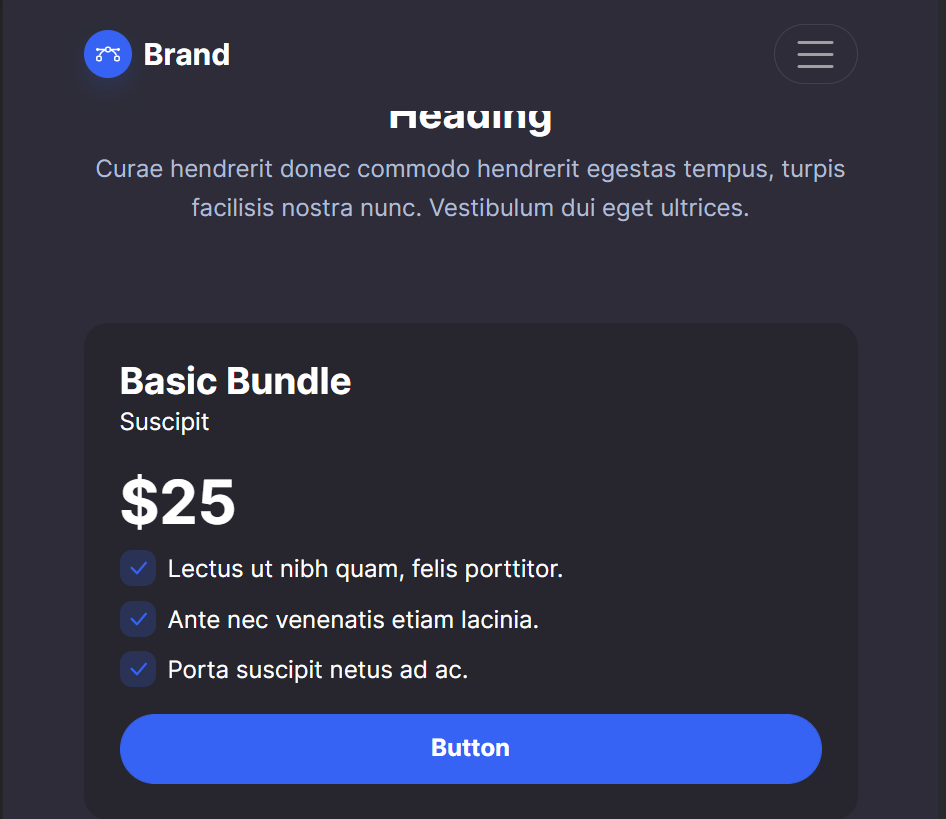 Brand
Heading
Curae hendrerit donec commodo hendrerit egestas tempus, turpis
facilisis nostra nunc. Vestibulum dui eget ultrices.
Basic Bundle
Suscipit
$25
Lectus ut nibh quam, felis porttitor.
Ante nec venenatis etiam lacinia.
Porta suscipit netus ad ac.
Button